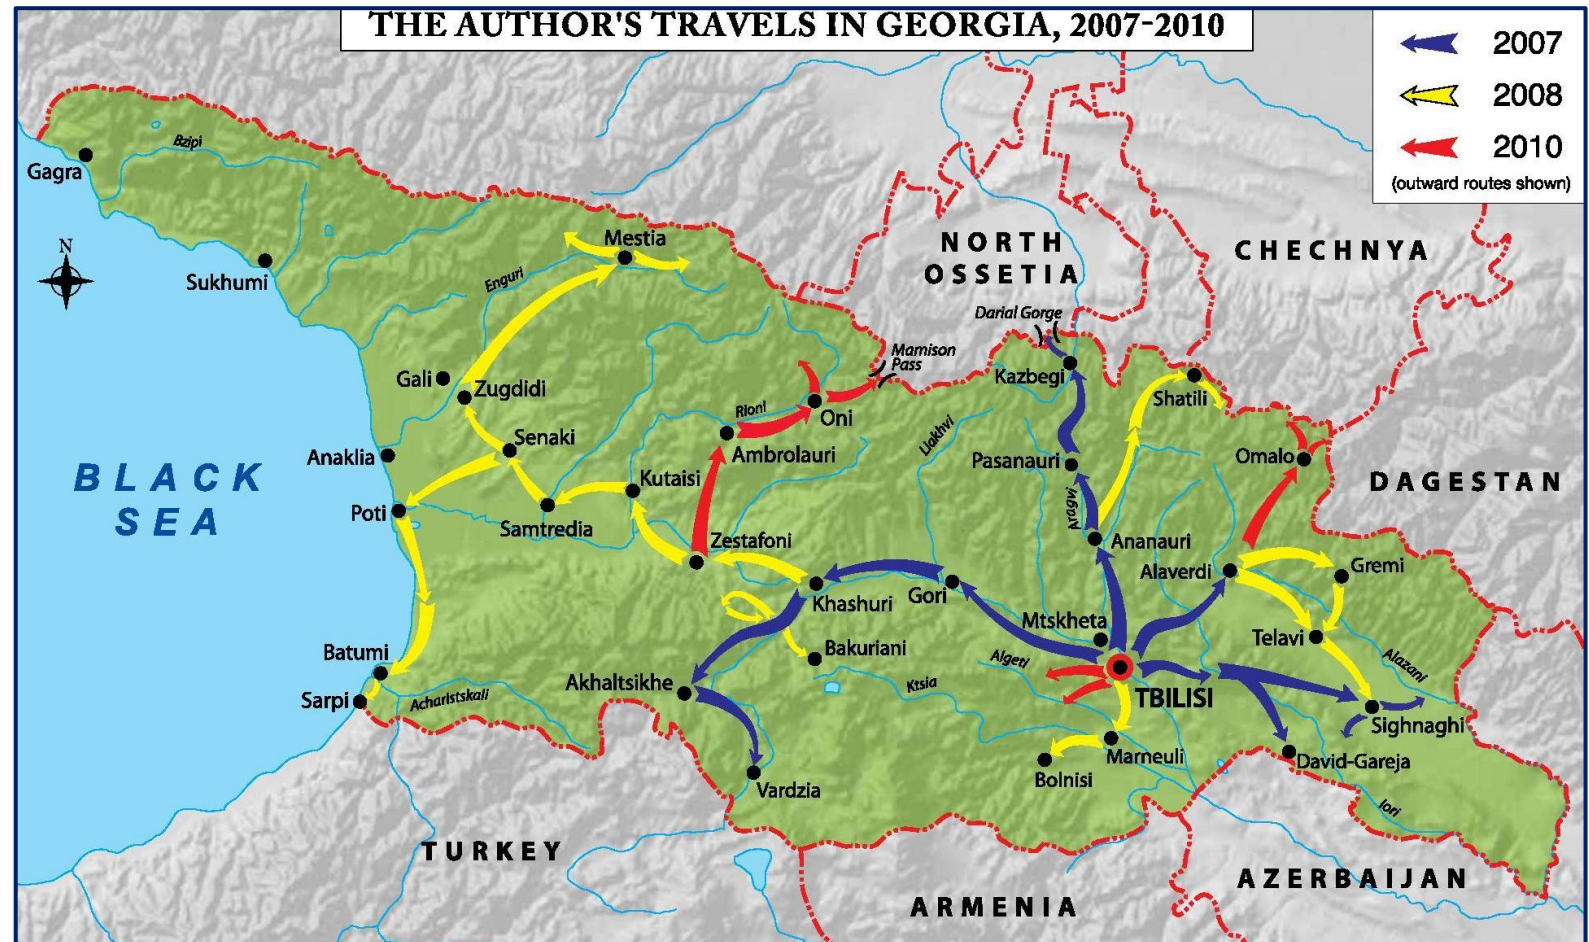 THE AUTHOR'S TRAVELS IN GEORGIA, 2007-2010
2007
2008
2010
(outward routes shown)
Gagra
Bzipi
Sukhumi
N
Mestia
Enguri
NORTH
OSSETIA
CHECHNYA
Darial Gorge
Mamison
Pass
Kazbegi
Gali
Zugdidi
Shatili
Rioni
Oni
Liakhvi
Anaklia
Senaki
Ambrolauri
Pasanauri
Omalo
DAGESTAN
BLACK
SEA
Kutaisi
Poti
Samtredia
Aragvi
Zestafoni
Ananauri
Alaverdi
Gremi
Khashuri
Gori
Mtskheta
Telavi
Batumi
Bakuriani
Algeti
Alazani
Akhaltsikhe
Ktsia
Sarpi
Acharistskali
TBILISI
Sighnaghi
Marneuli
David-Gareja
Bolnisi
Vardzia
Iori
TURKEY
AZERBAIJAN
ARMENIA